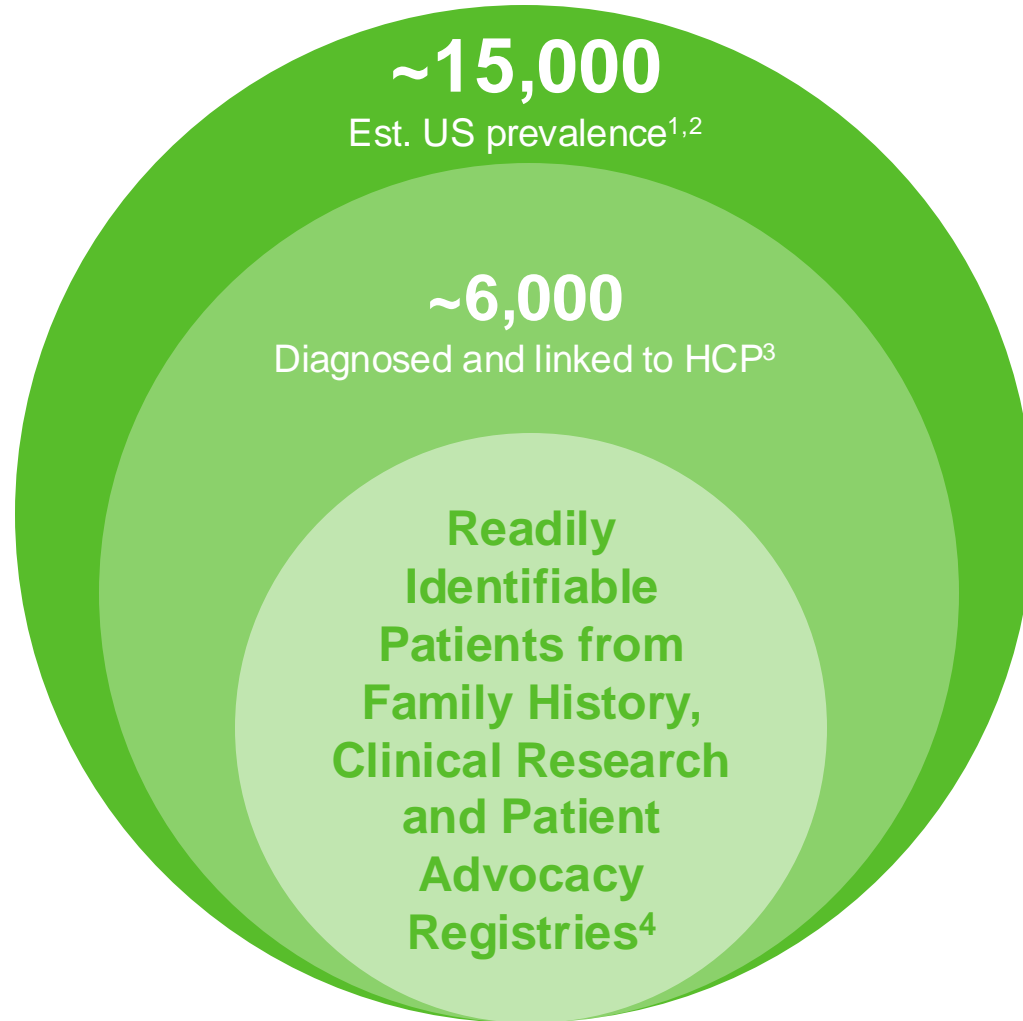 ~15,000
Est. US prevalence1,2
~6,000
Diagnosed and linked to HCP3
Readily
Identifiable
Patients from
Family History,
Clinical Research
and Patient
Advocacy
Registries4